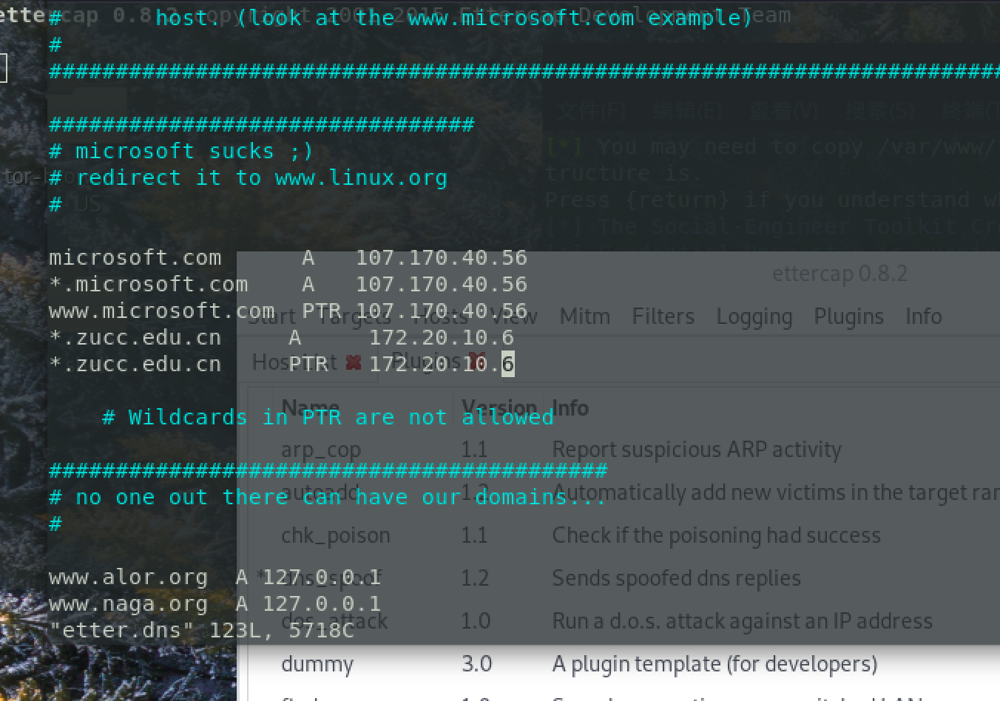 ettercap 0.8.2 copyright 2001-2015 Ettercap Development Team
#       host. (look at the www.microsoft.com example)
#
################################################################################
################################
# microsoft sucks ;)
# redirect it to www.linux.org
#
microsoft.com      A   107.170.40.56
*.microsoft.com    A   107.170.40.56
www.microsoft.com  PTR 107.170.40.56
*.zucc.edu.cn     A     172.20.10.6
*.zucc.edu.cn     PTR   172.20.10.6
    # Wildcards in PTR are not allowed
##########################################
# no one out there can have our domains...
#
www.alor.org  A 127.0.0.1
www.naga.org  A 127.0.0.1
"etter.dns" 123L, 5718C
tor-
US
文件(F) 编辑(E) 查看(V) 搜索(S) 终端(
[*] You may need to copy /var/www/
tructure is.
Press {return} if you understand w
[*] The Social-Engineer Toolkit Cr
ettercap 0.8.2
Start Targets Hosts View Mitm Filters Logging Plugins Info
Host List Plugins
Name Version Info
arp_cop 1.1 Report suspicious ARP activity
autoadd 1.2 Automatically add new victims in the target ran
chk_poison 1.1 Check if the poisoning had success
* dns_spoof 1.2 Sends spoofed dns replies
dos_attack 1.0 Run a d.o.s. attack against an IP address
dummy 3.0 A plugin template (for developers)